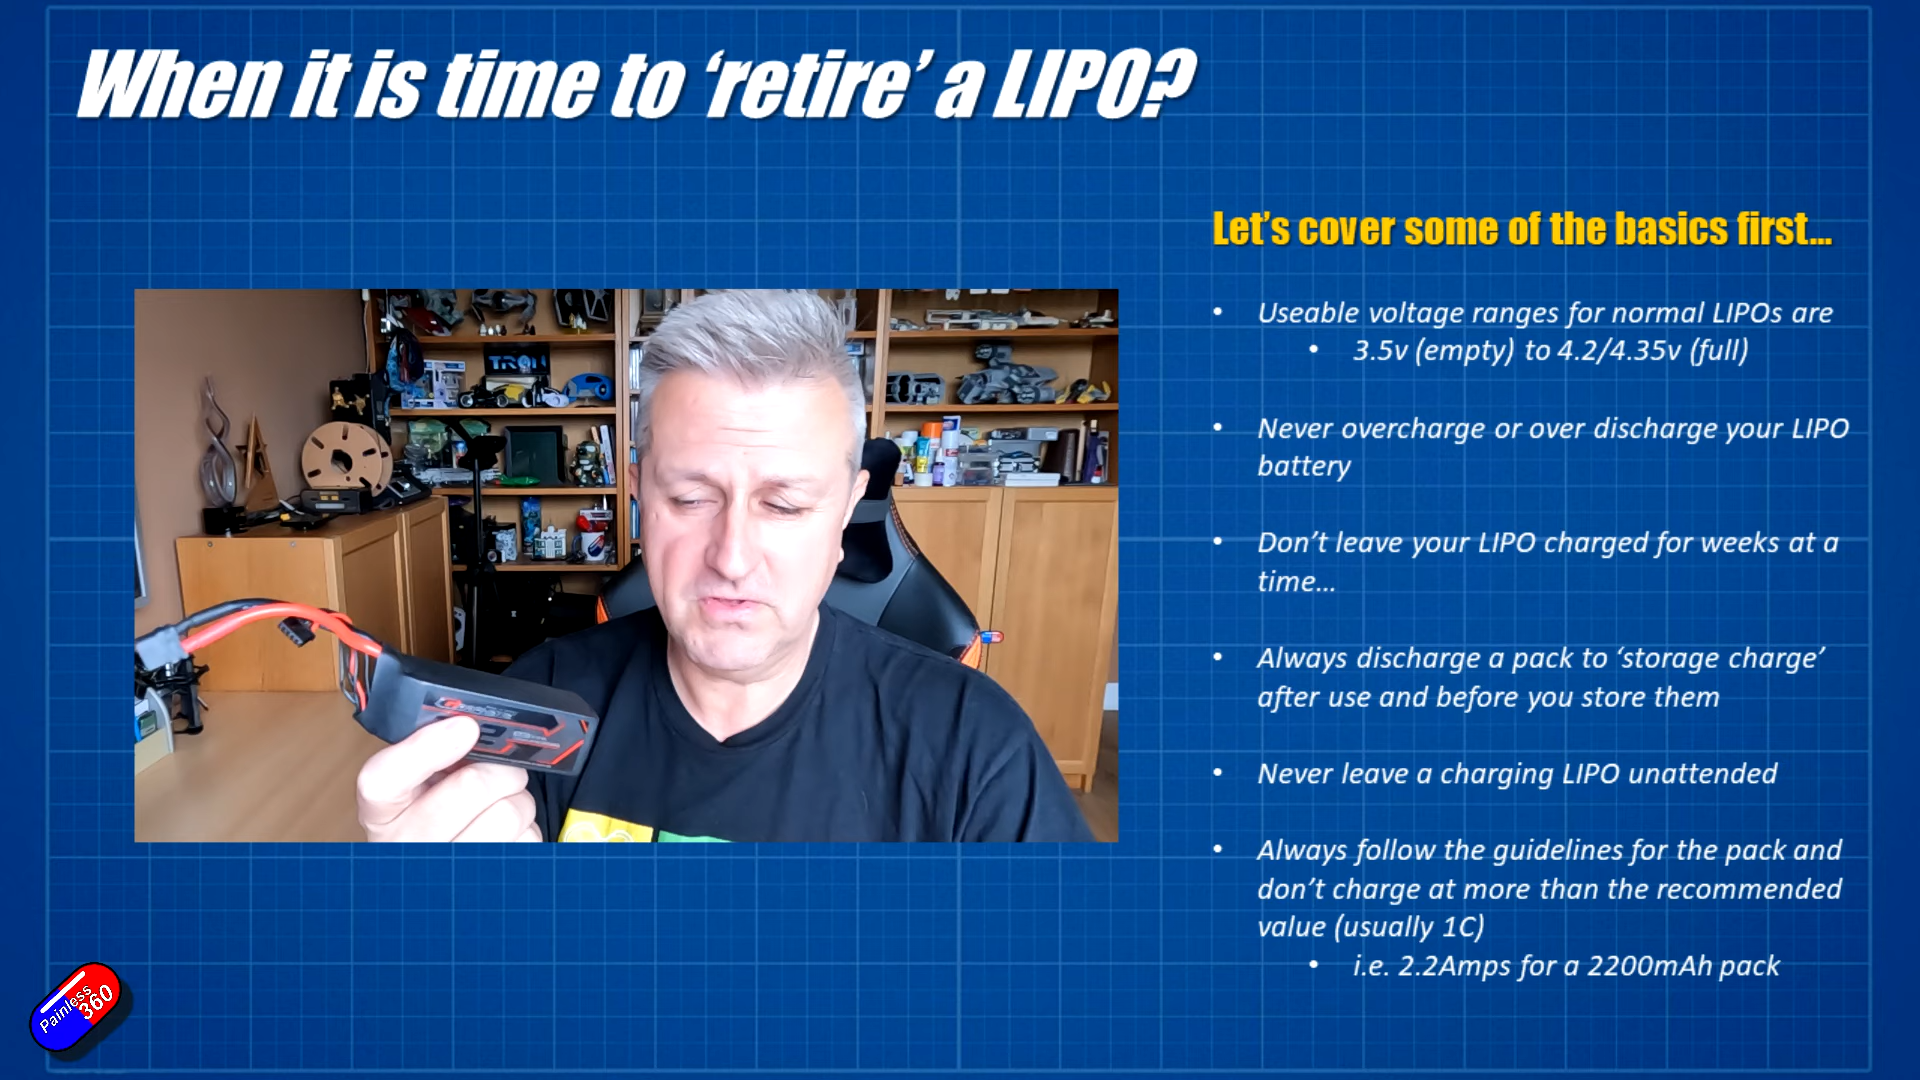 When it is time to ‘retire’ a LIPO?
Let’s cover some of the basics first...
• Useable voltage ranges for normal LIPOs are
• 3.5v (empty) to 4.2/4.35v (full)
• Never overcharge or over discharge your LIPO
battery
• Don’t leave your LIPO charged for weeks at a
time...
• Always discharge a pack to ‘storage charge’
after use and before you store them
• Never leave a charging LIPO unattended
• Always follow the guidelines for the pack and
don’t charge at more than the recommended
value (usually 1C)
• i.e. 2.2Amps for a 2200mAh pack
TRON
Painless
360